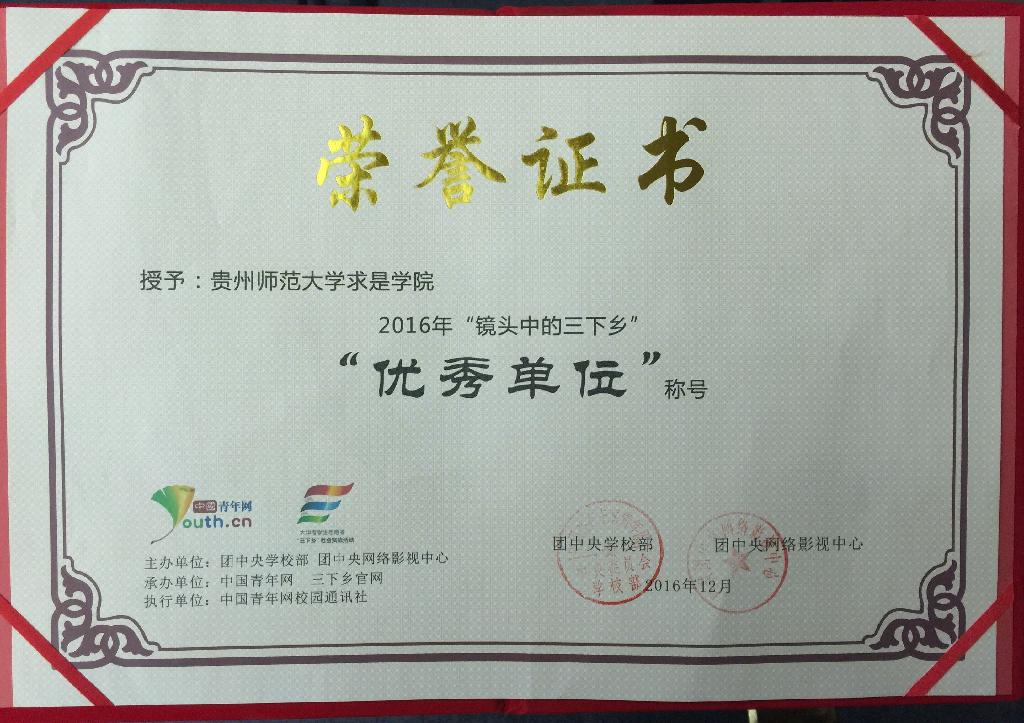 荣誉证书
授予：贵州师范大学求是学院
2016年“镜头中的三下乡”
“优秀单位”称号
中国青年网
outh.cn
主办单位：团中央学校部 团中央网络影视中心
承办单位：中国青年网 三下乡官网
执行单位：中国青年网校园通讯社
团中央学校部 团中央网络影视中心
学校部
2016年12月